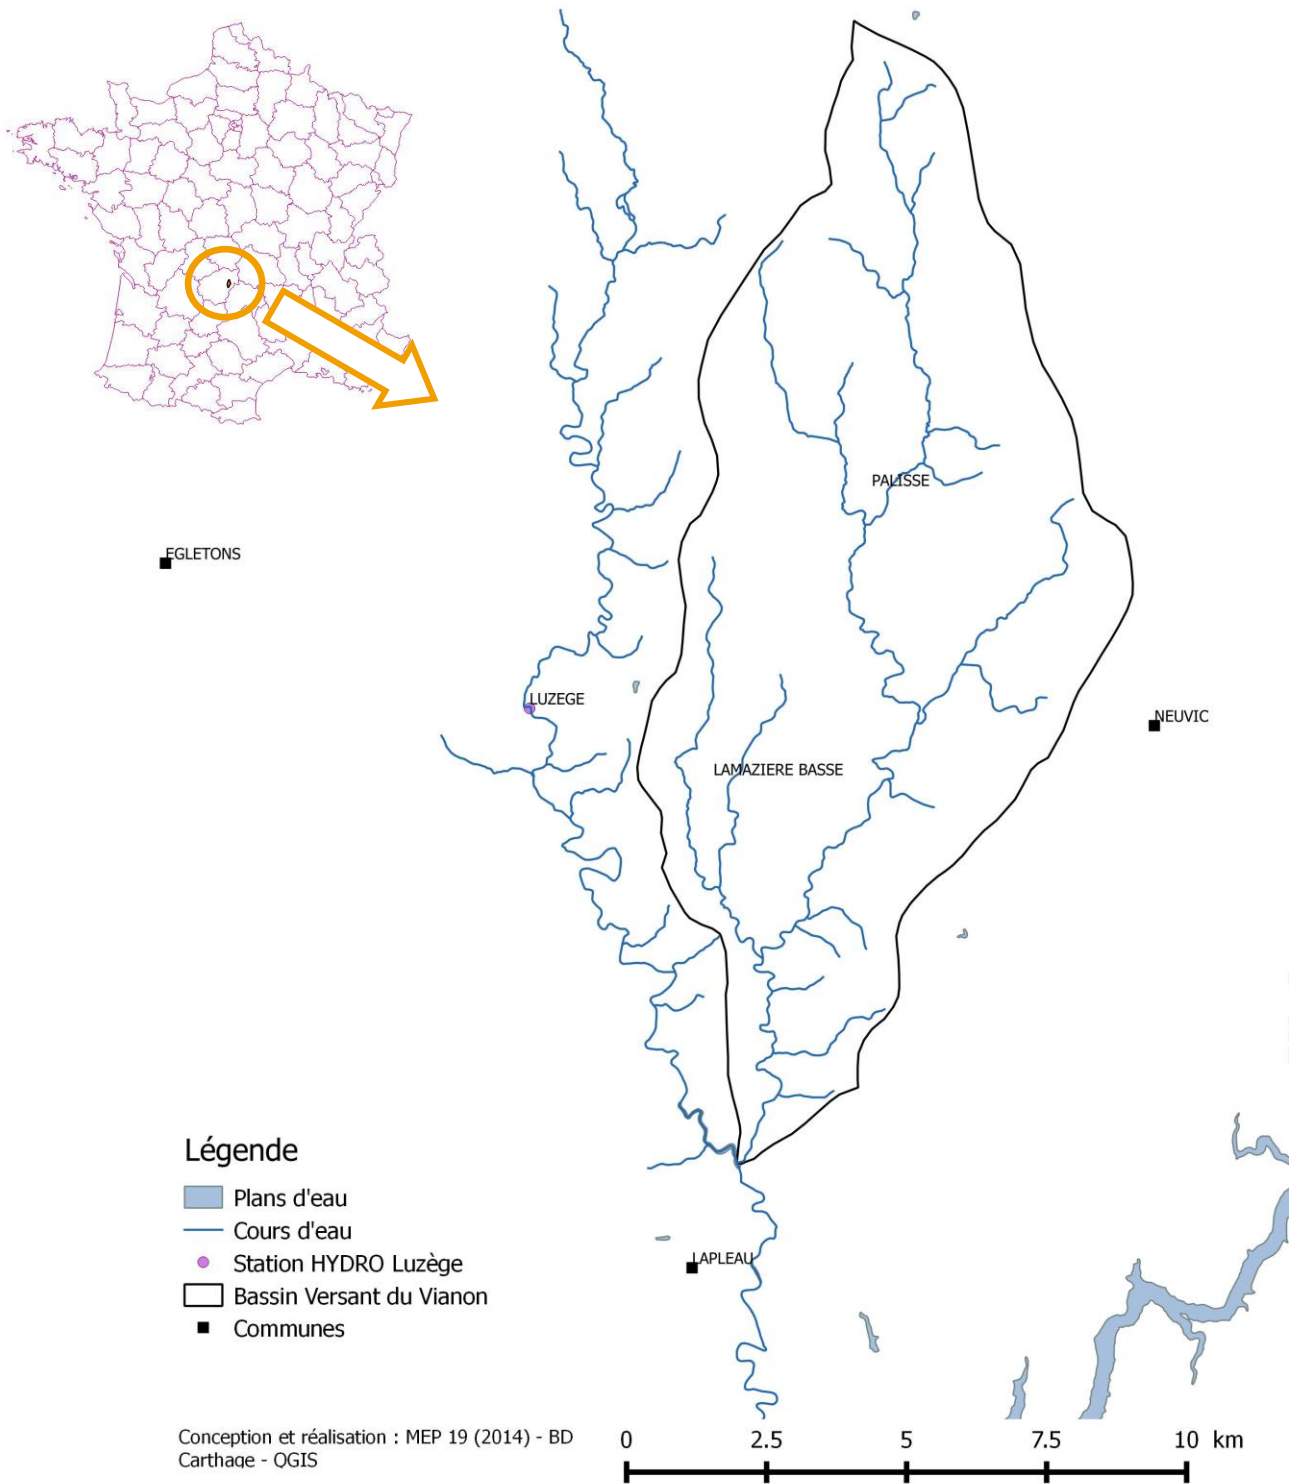 PALISSE
EGLETONS
LUZEGE
NEUVIC
LAMAZIERE BASSE
Légende
Plans d'eau
Cours d'eau
Station HYDRO Luzège
Bassin Versant du Vianon
Communes
LAPLEAU
Conception et réalisation : MEP 19 (2014) - BD
Carthage - QGIS
0 2.5 5 7.5 10 km